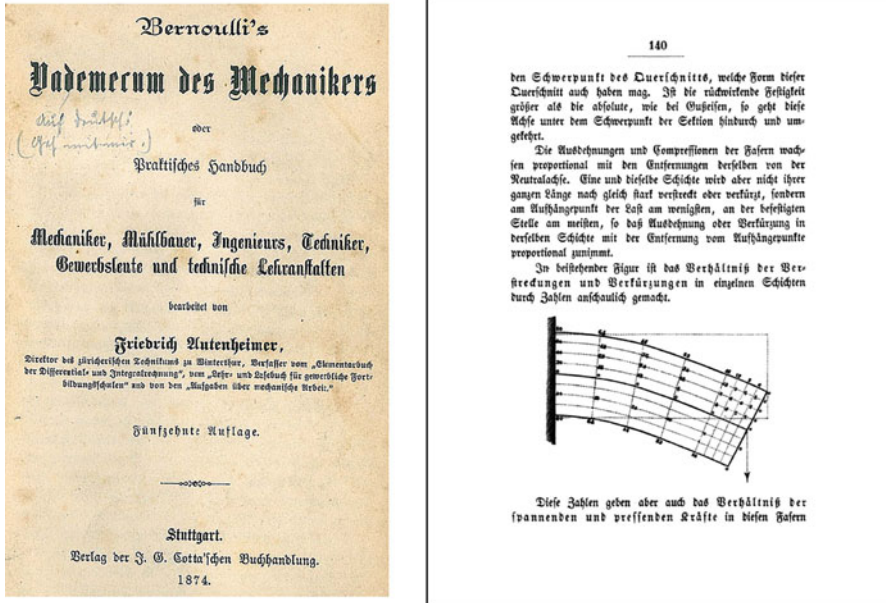 Bernoulli's
Vademecum des Mechanikers
auf deutsch:
oder
Praktisches Handbuch
für
Mechaniker, Mühlbauer, Ingenieurs, Techniker,
Gewerbsleute und technische Lehranstalten
bearbeitet von
Friedrich Autenheimer,
Direktor des züricherischen Technikums zu Winterthur, Verfasser vom „Elementarbuch
der Differential- und Integralrechnung", vom „Lehr- und Lesebuch für gewerbliche Fort-
bildungsschulen" und von den „Aufgaben über mechanische Arbeit."
Fünfzehnte Auflage.
Stuttgart.
Verlag der J. G. Cotta'schen Buchhandlung.
1874.
140
den Schwerpunkt des Querschnitts, welche Form dieser
Querschnitt auch haben mag. Ist die rückwirkende Festigkeit
größer als die absolute, wie bei Gußeisen, so geht diese
Achse unter dem Schwerpunkt der Sektion hindurch und um-
gekehrt.
Die Ausdehnungen und Compressionen der Fasern wach-
sen proportional mit den Entfernungen derselben von der
Neutralachse. Eine und dieselbe Schichte wird aber nicht ihrer
ganzen Länge nach gleich stark verstreckt oder verkürzt, sondern
am Aufhängepunkt der Last am wenigsten, an der befestigten
Stelle am meisten, so daß Ausdehnung oder Verkürzung in
derselben Schichte mit der Entfernung vom Aufhängepunkte
proportional zunimmt.
In beistehender Figur ist das Verhältniß der Ver-
streckungen und Verkürzungen in einzelnen Schichten
durch Zahlen anschaulich gemacht.
Diese Zahlen geben aber auch das Verhältniß der
spannenden und pressenden Kräfte in diesen Fasern